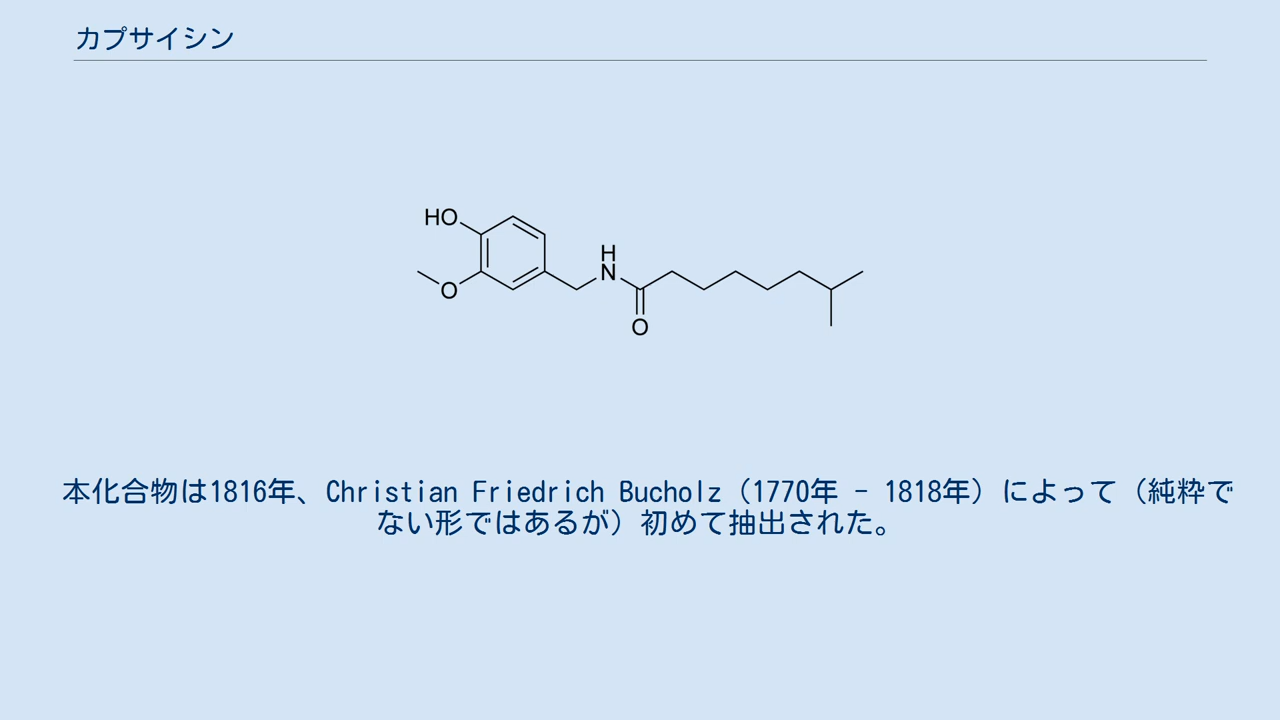 カプサイシン
HO
H
N
O
O
本化合物は1816年、Christian Friedrich Bucholz（1770年 - 1818年）によって（純粋で
ない形ではあるが）初めて抽出された。